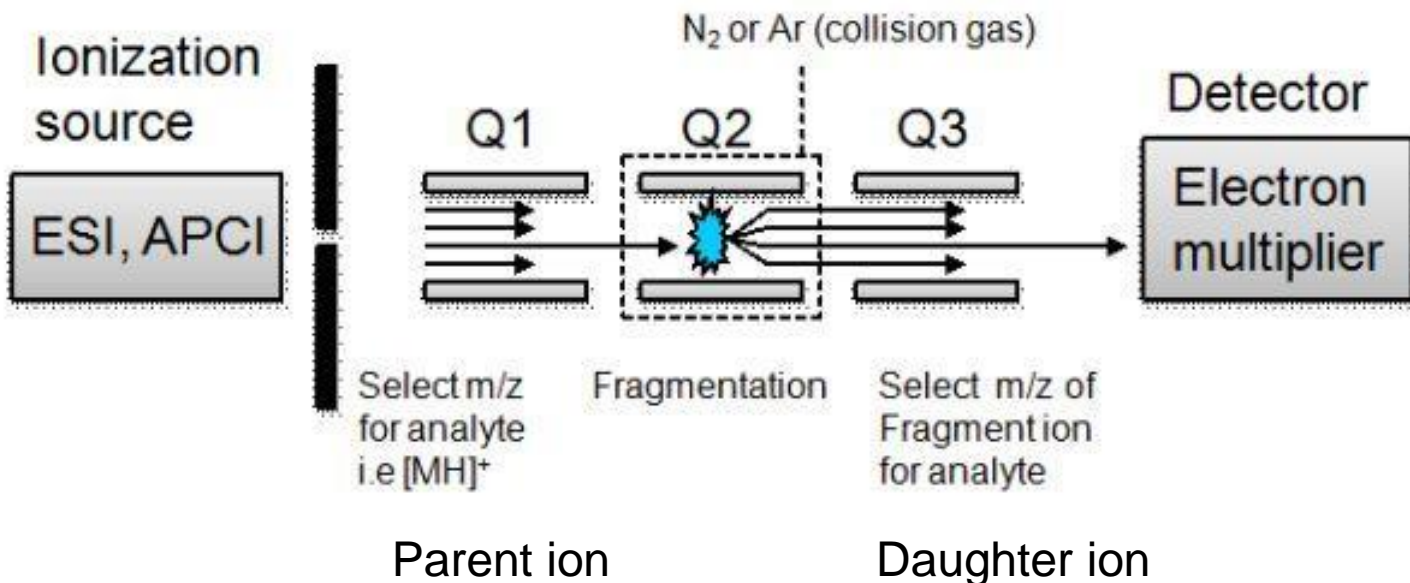 N₂ or Ar (collision gas)
Ionization
source
Q1
Q2
Q3
Detector
ESI, APCI
Electron
multiplier
Select m/z
for analyte
i.e [MH]⁺
Fragmentation
Select m/z of
Fragment ion
for analyte
Parent ion
Daughter ion